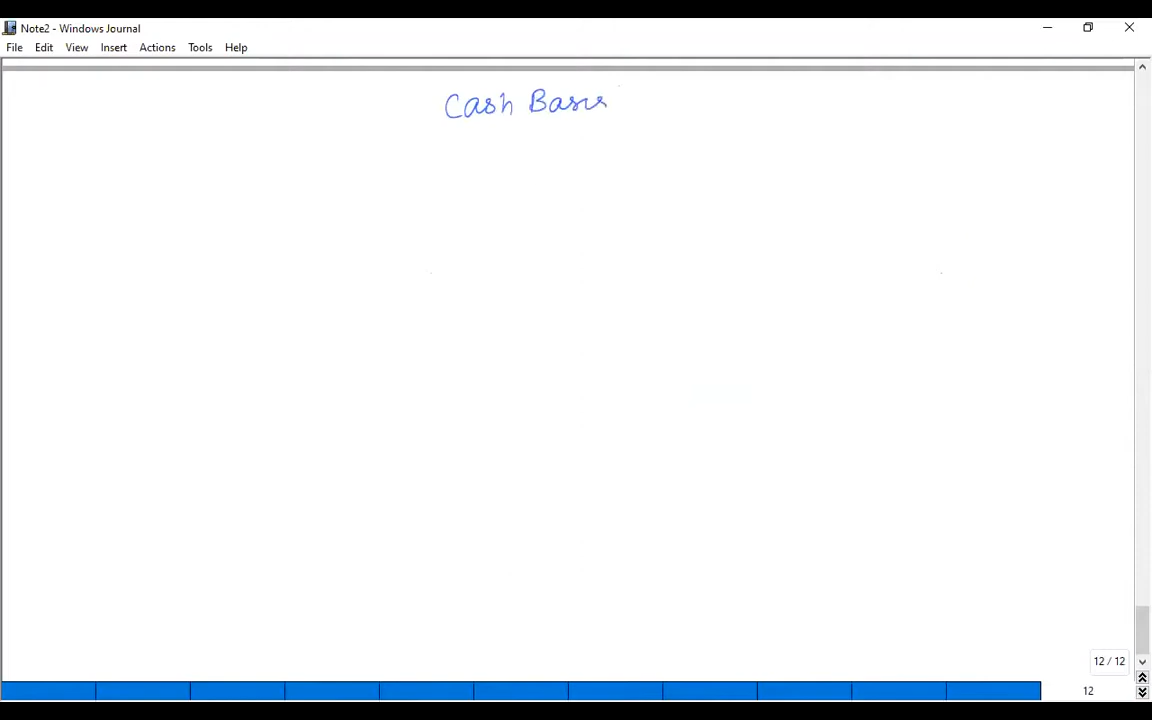 Note2 - Windows Journal
File Edit View Insert Actions Tools Help
Cash Basis
12 / 12
12